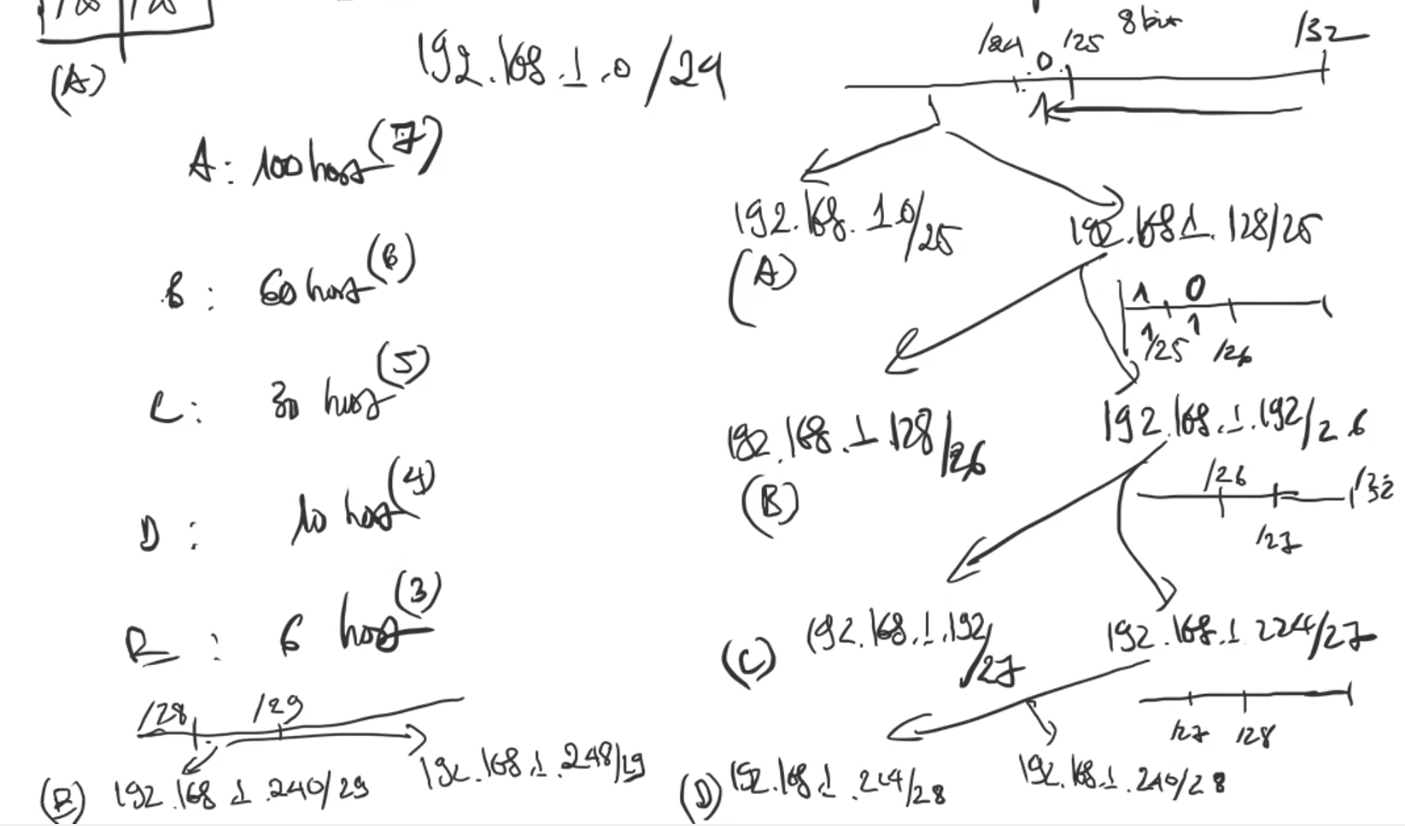 (A)
192.168.1.0/24
/24 0 /25 8 bit /32
1
A: 100 host (7)
192.168.1.0/25
192.168.1.128/25
(A)
B: 60 host (6)
1 0
1 1
/25 /26
C: 30 host (5)
192.168.1.128/26
192.168.1.192/26
(B)
/26 /32
/27
D: 10 host (4)
E: 6 host (3)
(C) 192.168.1.192/27
192.168.1.224/27
/28 /29
/27 /28
(E) 192.168.1.240/29
192.168.1.248/29
(D) 192.168.1.224/28
192.168.1.240/28